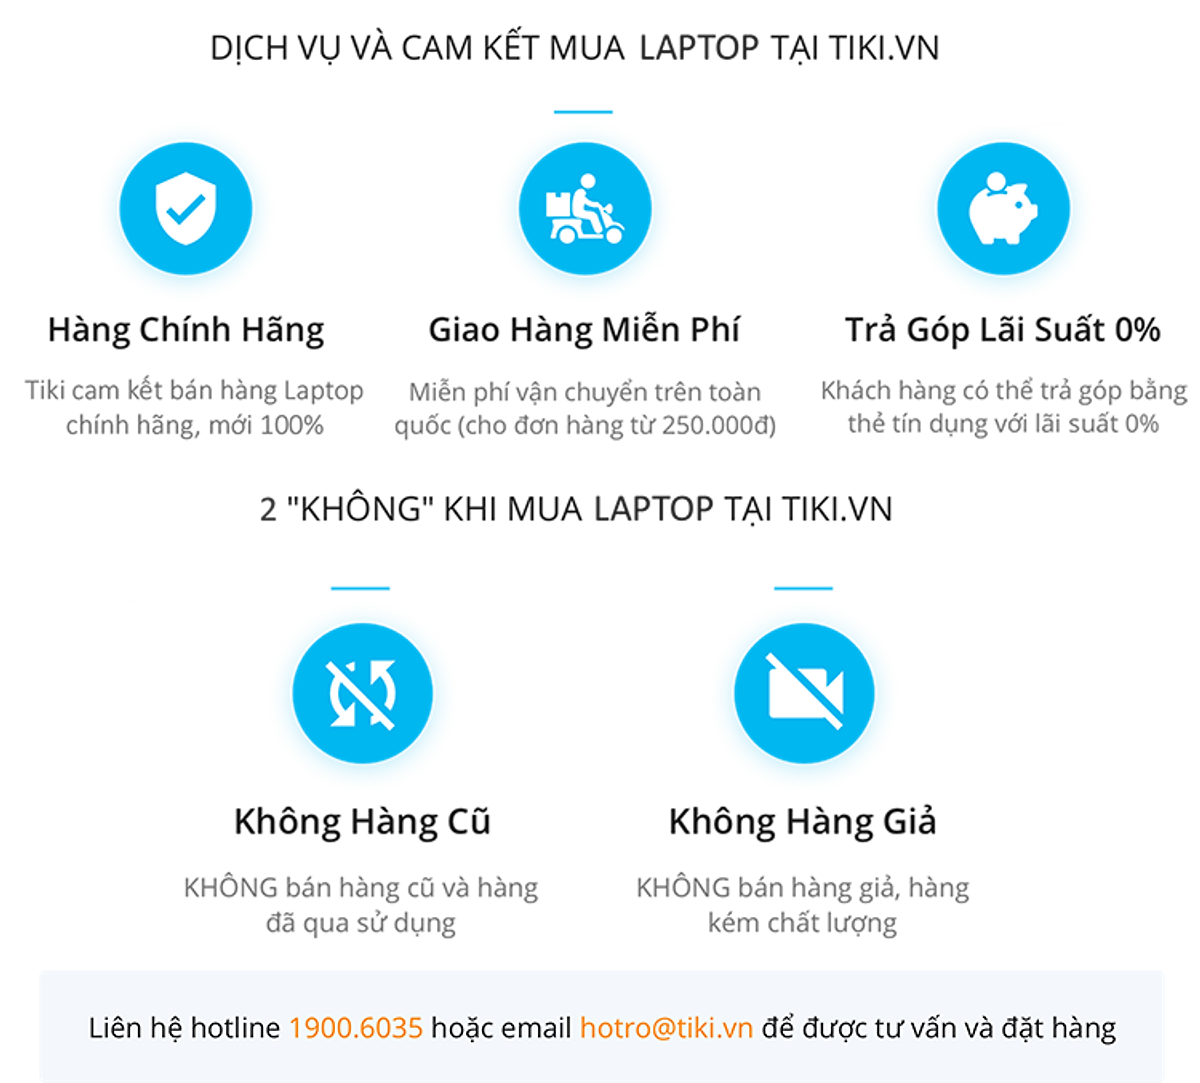 DỊCH VỤ VÀ CAM KẾT MUA LAPTOP TẠI TIKI.VN
Hàng Chính Hãng
Tiki cam kết bán hàng Laptop
chính hãng, mới 100%
Giao Hàng Miễn Phí
Miễn phí vận chuyển trên toàn
quốc (cho đơn hàng từ 250.000đ)
Trả Góp Lãi Suất 0%
Khách hàng có thể trả góp bằng
thẻ tín dụng với lãi suất 0%
2 "KHÔNG" KHI MUA LAPTOP TẠI TIKI.VN
Không Hàng Cũ
KHÔNG bán hàng cũ và hàng
đã qua sử dụng
Không Hàng Giả
KHÔNG bán hàng giả, hàng
kém chất lượng
Liên hệ hotline 1900.6035 hoặc email hotro@tiki.vn để được tư vấn và đặt hàng